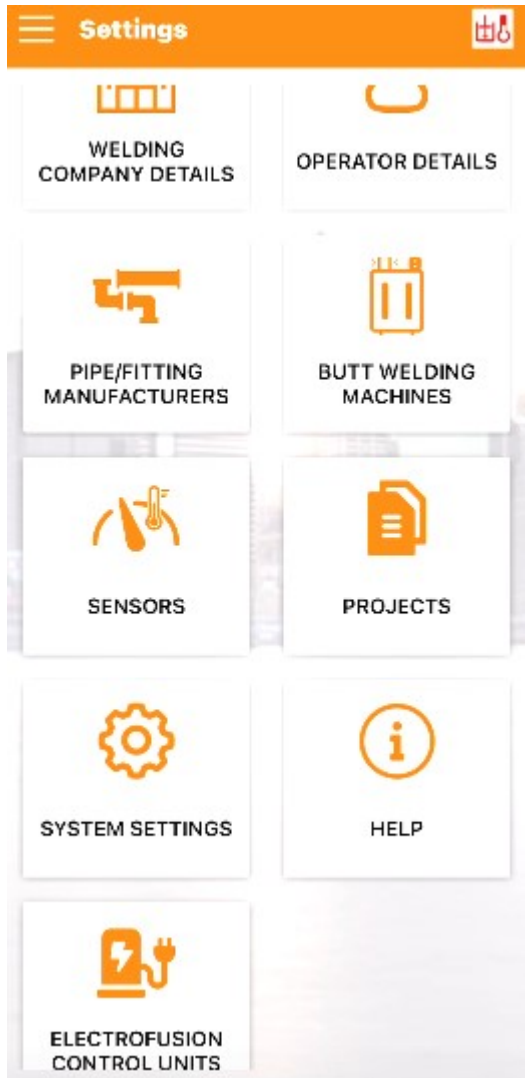 Settings
WELDING
COMPANY DETAILS
OPERATOR DETAILS
PIPE/FITTING
MANUFACTURERS
BUTT WELDING
MACHINES
SENSORS
PROJECTS
SYSTEM SETTINGS
HELP
ELECTROFUSION
CONTROL UNITS